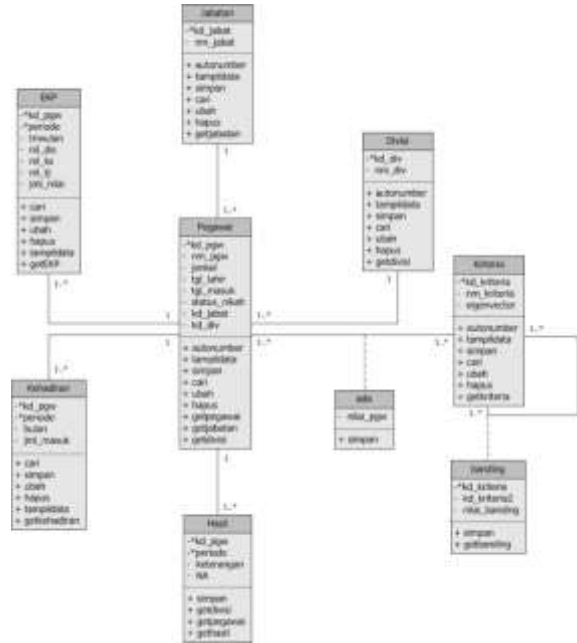 Jabatan
-*kd_jabat
- nm_jabat
+ autonumber
+ tampildata
+ simpan
+ cari
+ ubah
+ hapus
+ getjabatan
1
1..*
EKP
-*kd_pgw
-*periode
- nil_dis
- jml_nilai
+ cari
+ simpan
+ ubah
+ hapus
+ tampildata
+ getEKP
1..*
1
Divisi
-*kd_div
- nm_div
+ autonumber
+ tampildata
+ simpan
+ cari
+ ubah
+ hapus
+ getdivisi
1
1..*
Pegawai
-*kd_pgw
- nm_pgw
- jenkel
- tgl_lahir
- tgl_masuk
- status_nikah
- kd_jabat
- kd_div
+ autonumber
+ tampildata
+ simpan
+ cari
+ ubah
+ hapus
+ getpegawai
+ getjabatan
+ getdivisi
Kriteria
-*kd_kriteria
- nm_kriteria
- eigenvector
+ autonumber
+ tampildata
+ simpan
+ cari
+ ubah
+ hapus
+ getkriteria
1..*
1..*
1..*
1..*
1
1..*
Kehadiran
-*kd_pgw
-*periode
- bulan
- jml_masuk
+ cari
+ simpan
+ ubah
+ hapus
+ tampildata
+ getkehadiran
ada
- nilai_pgw
+ simpan
banding
-*kd_kriteria
- kd_kriteria2
- nilai_banding
+ simpan
+ getbanding
1
1..*
Hasil
-*kd_pgw
-*periode
- keterangan
- NA
+ simpan
+ getdivisi
+ getpegawai
+ gethasil